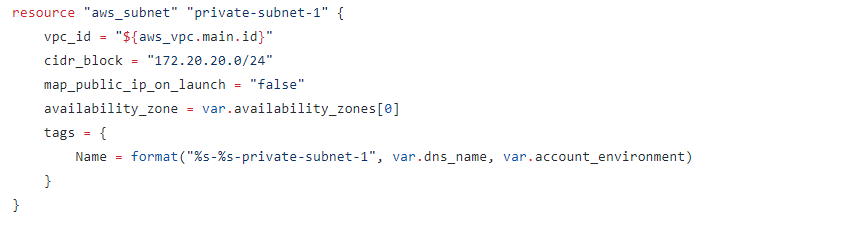 resource "aws_subnet" "private-subnet-1" {
    vpc_id = "${aws_vpc.main.id}"
    cidr_block = "172.20.20.0/24"
    map_public_ip_on_launch = "false"
    availability_zone = var.availability_zones[0]
    tags = {
        Name = format("%s-%s-private-subnet-1", var.dns_name, var.account_environment)
    }
}